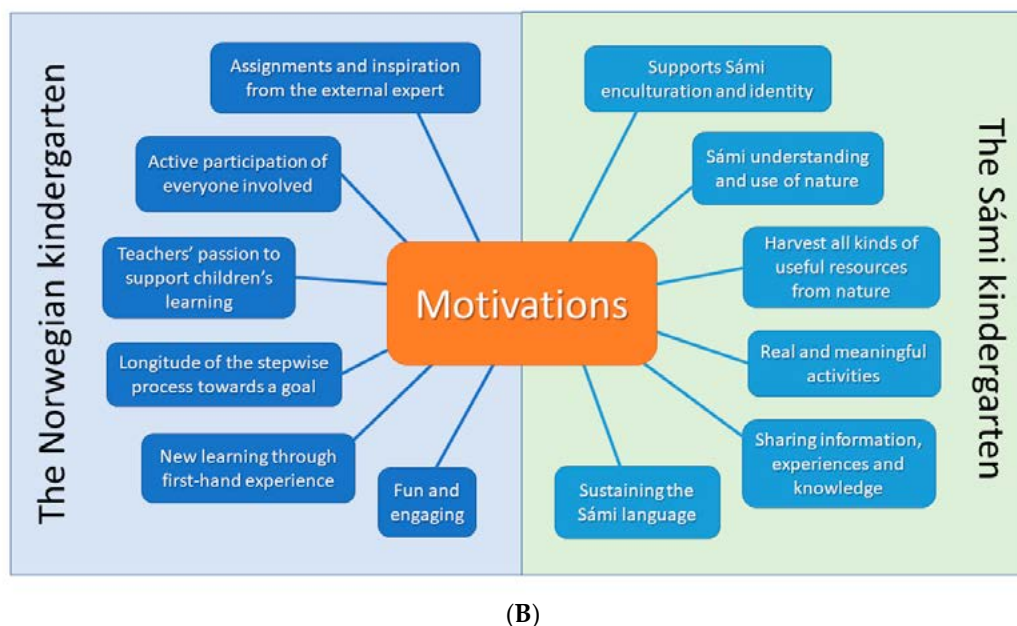 The Norwegian kindergarten
Assignments and inspiration
from the external expert
Active participation of
everyone involved
Teachers’ passion to
support children’s
learning
Longitude of the stepwise
process towards a goal
New learning through
first-hand experience
Fun and
engaging
Motivations
Supports Sámi
enculturation and identity
Sámi understanding
and use of nature
Harvest all kinds of
useful resources
from nature
Real and meaningful
activities
Sharing information,
experiences and
knowledge
Sustaining the
Sámi language
The Sámi kindergarten
(B)